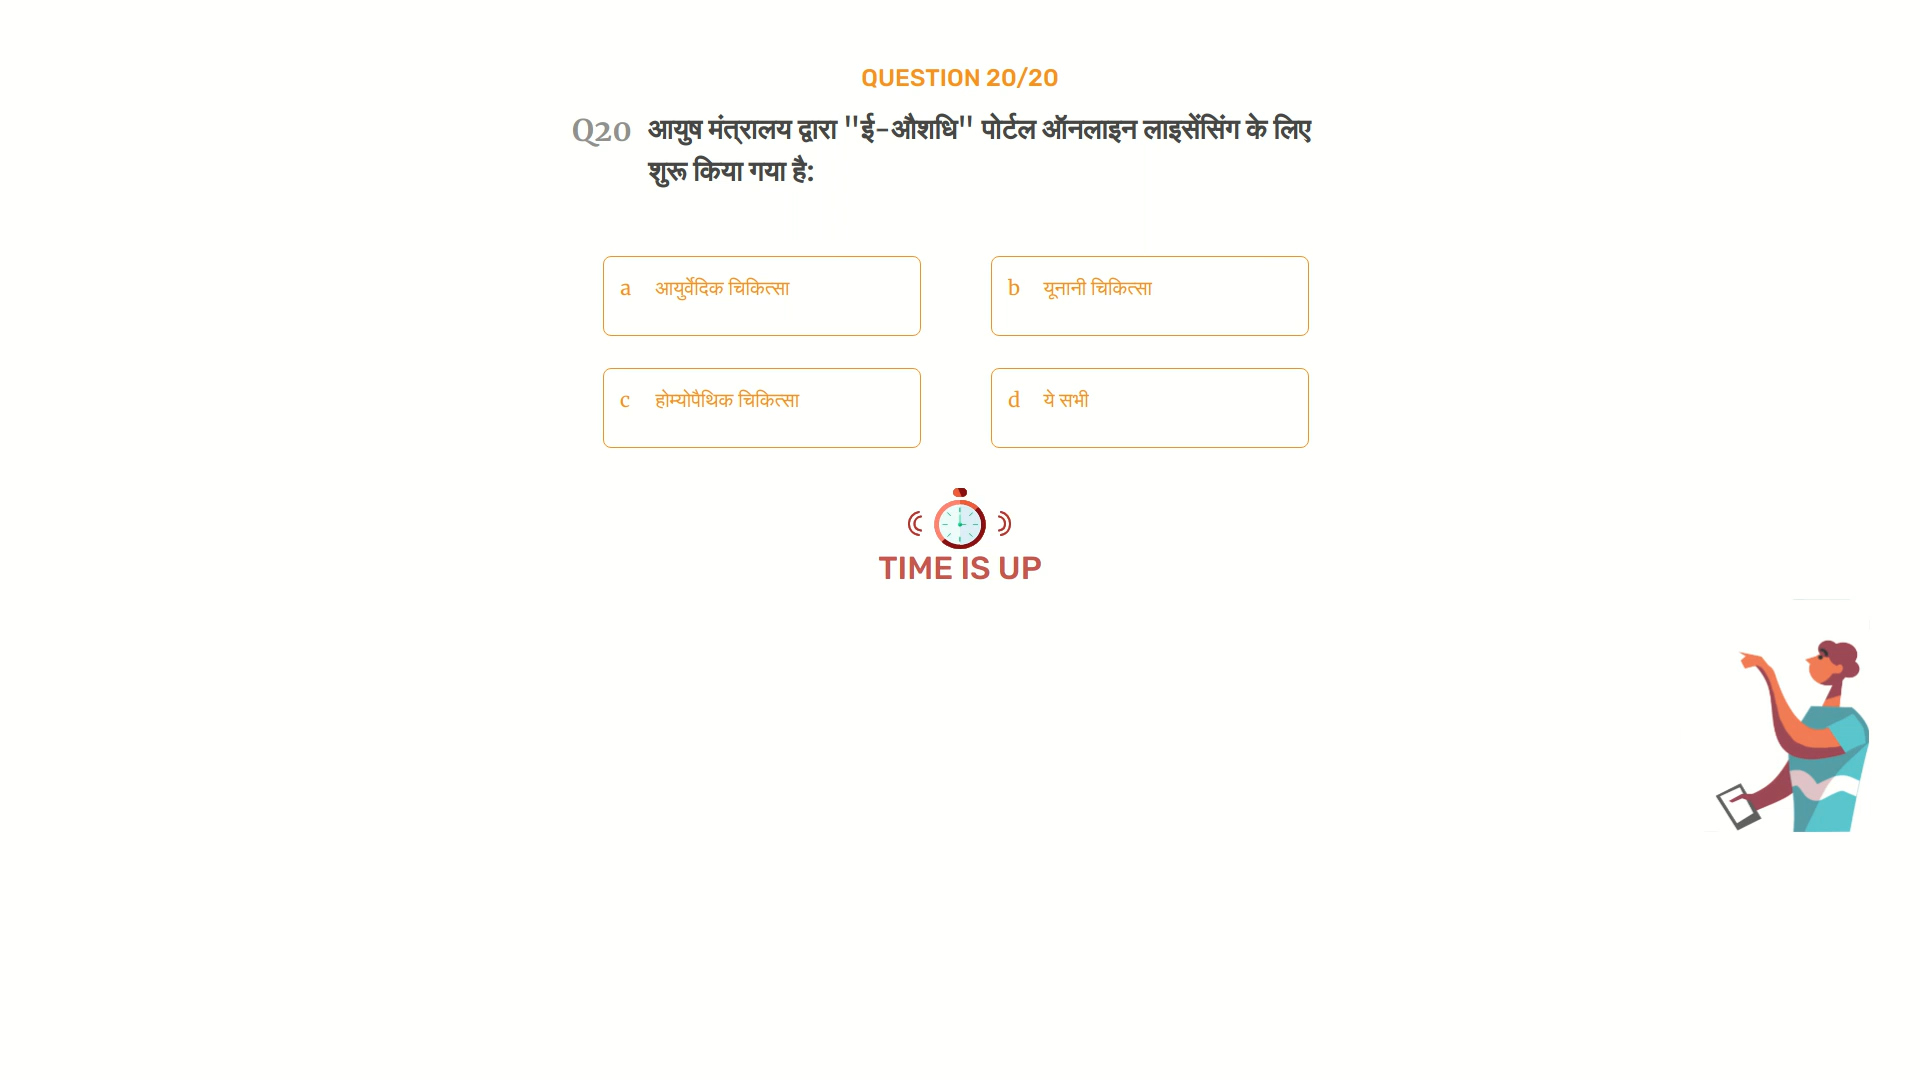 QUESTION 20/20
Q20 आयुष मंत्रालय द्वारा "ई-औशधि" पोर्टल ऑनलाइन लाइसेंसिंग के लिए
शुरू किया गया है:
a आयुर्वेदिक चिकित्सा
b यूनानी चिकित्सा
c होम्योपैथिक चिकित्सा
d ये सभी
TIME IS UP